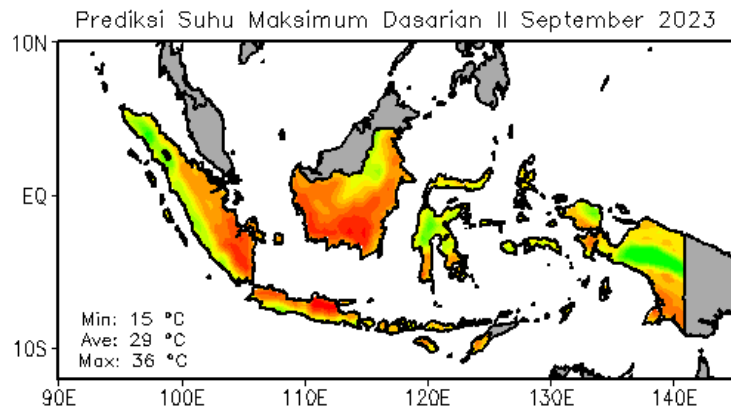 Prediksi Suhu Maksimum Dasarian II September 2023
10N
EQ
10S
Min: 15 °C
Ave: 29 °C
Max: 36 °C
90E 100E 110E 120E 130E 140E